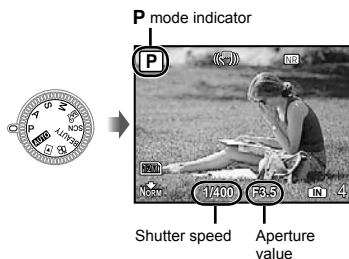 P mode indicator
P
NR
M
S
A
P
AUTO
SCN
BEAUTY
12M
NORM
1/400
F3.5
IN
4
Shutter speed
Aperture
value